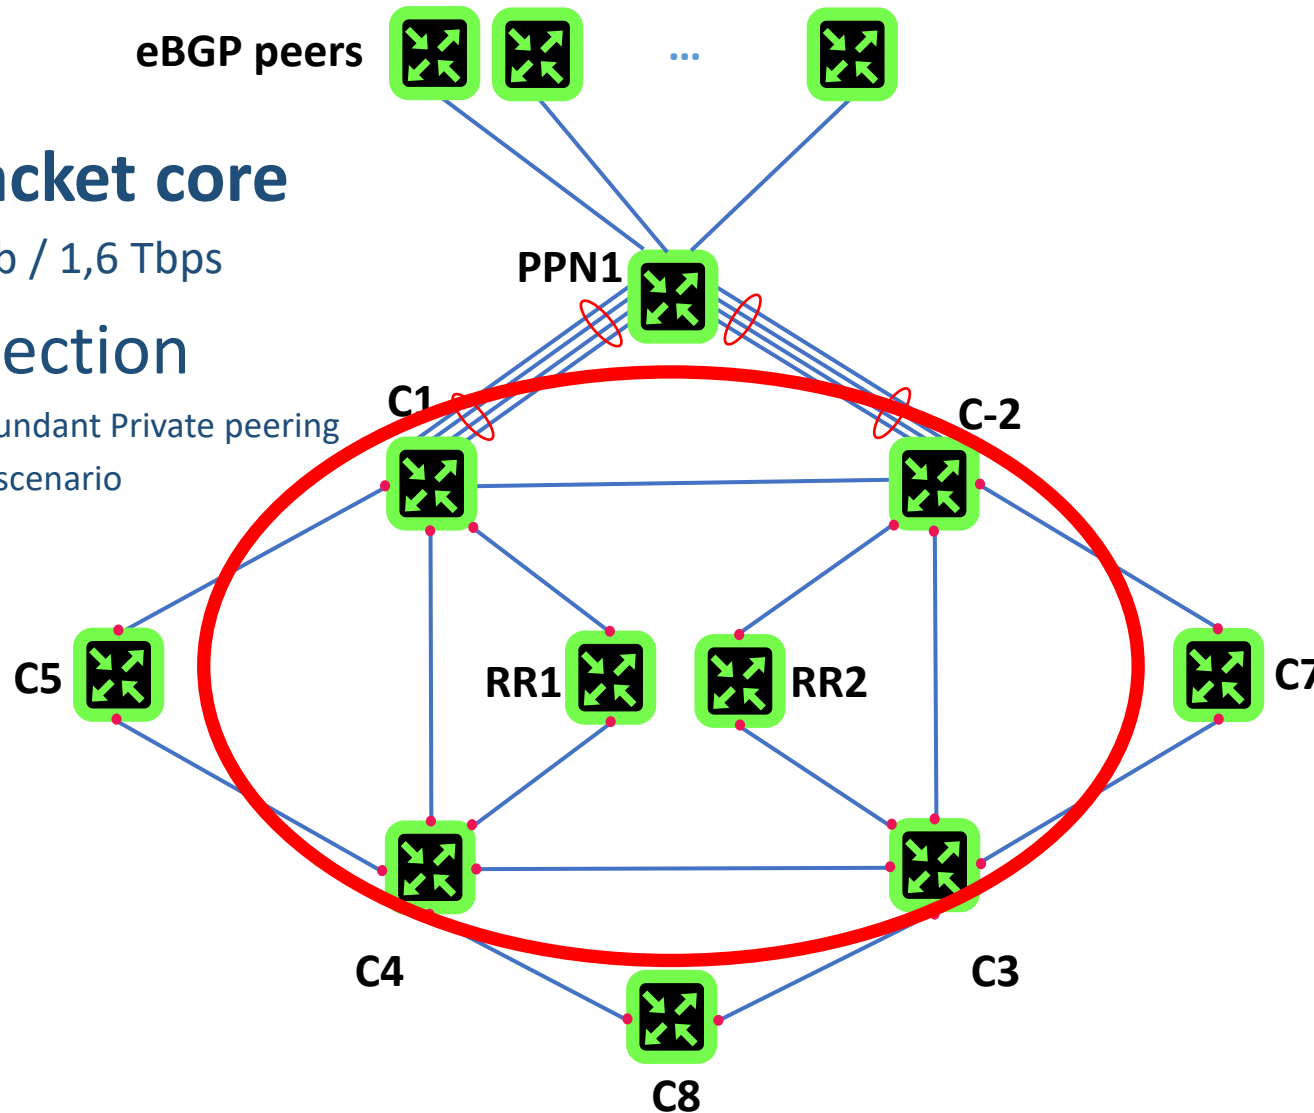 eBGP peers
...
acket core
b / 1,6 Tbps
PPN1
ection
C1
C-2
undant Private peering
scenario
C5
RR1
RR2
C7
C4
C3
C8